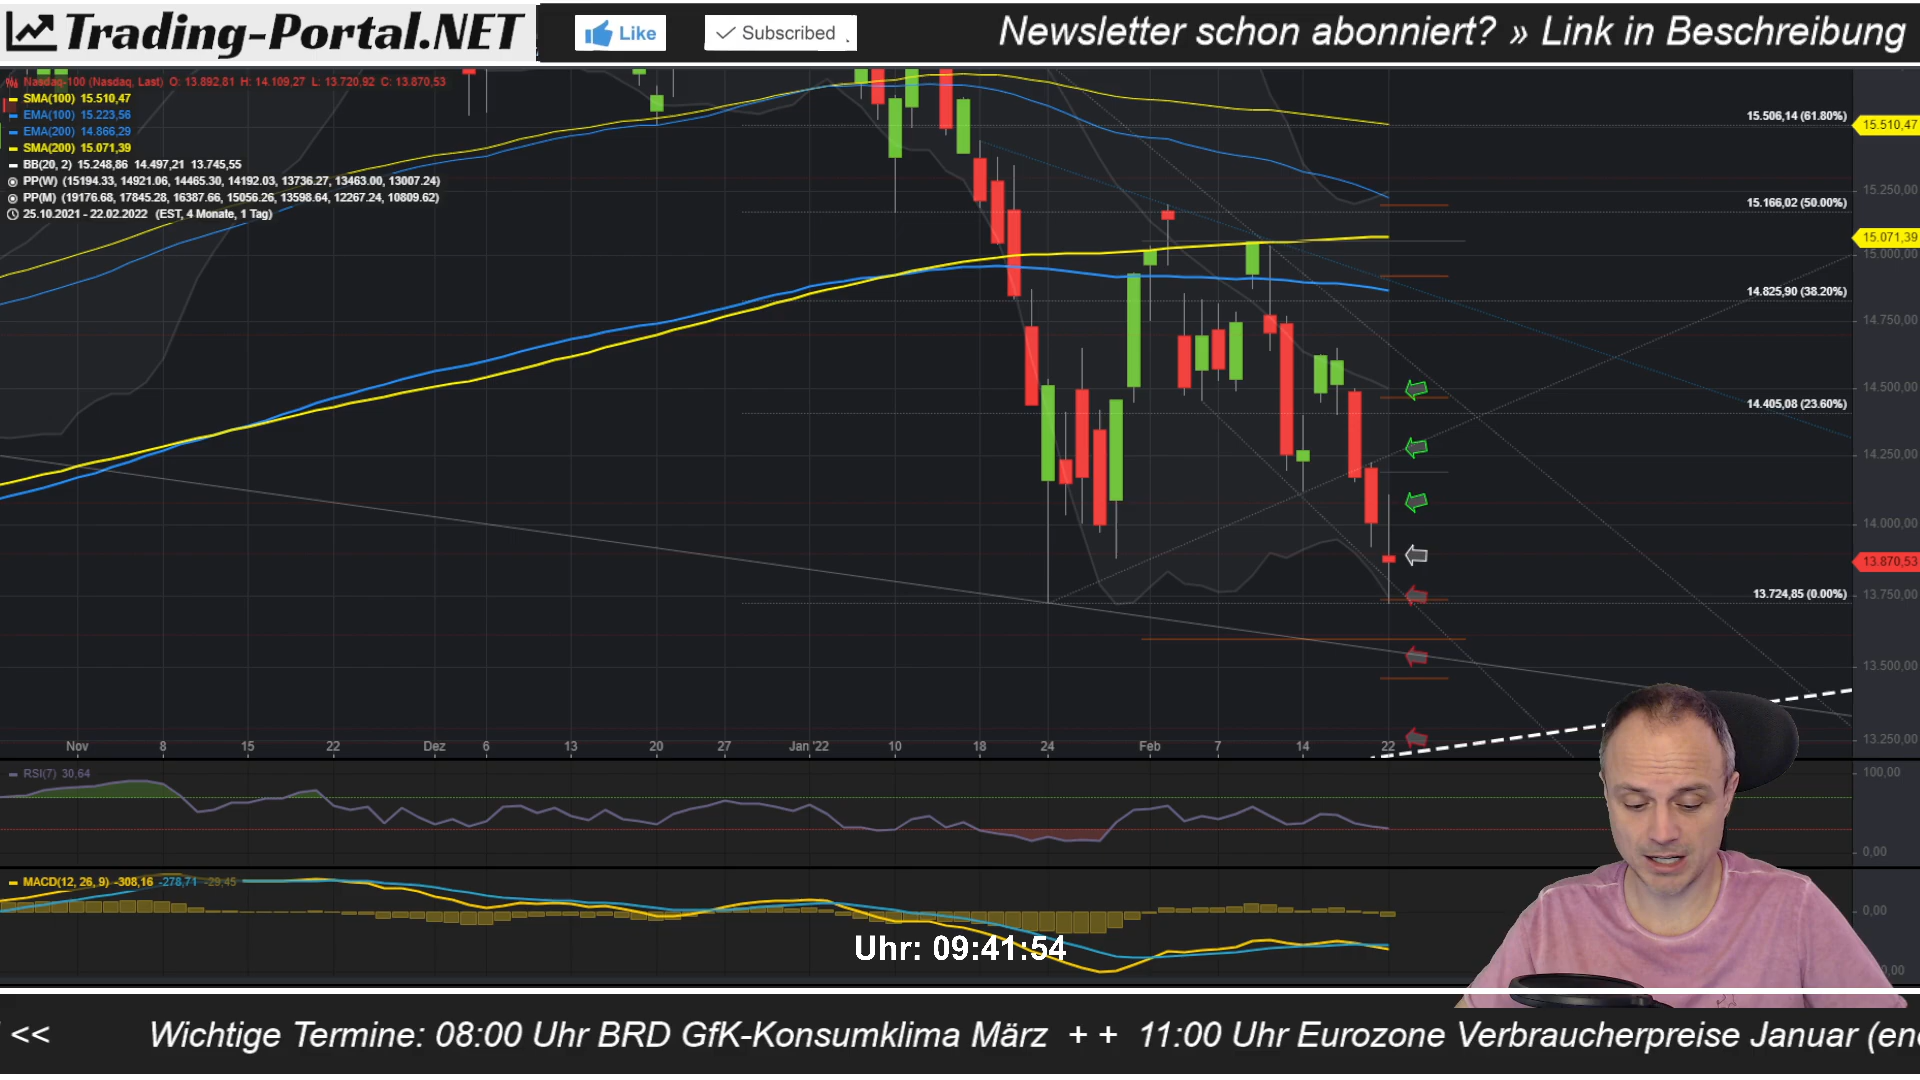 Trading-Portal.NET
Like
Subscribed
Newsletter schon abonniert? » Link in Beschreibung
Nasdaq-100 (Nasdaq, Last) O: 13.892,81 H: 14.109,27 L: 13.720,92 C: 13.870,53
SMA(100) 15.510,47
EMA(100) 15.223,56
EMA(200) 14.866,29
SMA(200) 15.071,39
BB(20, 2) 15.248,86 14.497,21 13.745,55
PP(W) (15194.33, 14921.06, 14465.30, 14192.03, 13736.27, 13463.00, 13007.24)
PP(M) (19176.68, 17845.28, 16387.66, 15056.26, 13598.64, 12267.24, 10809.62)
25.10.2021 - 22.02.2022 (EST, 4 Monate, 1 Tag)
15.506,14 (61.80%)
15.510,47
15.250,00
15.166,02 (50.00%)
15.071,39
15.000,00
14.825,90 (38.20%)
14.750,00
14.500,00
14.405,08 (23.60%)
14.250,00
14.000,00
13.870,53
13.724,85 (0.00%)
13.750,00
13.500,00
13.250,00
Nov 8 15 22 Dez 6 13 20 27 Jan '22 10 18 24 Feb 7 14 22
RSI(7) 30,64
100,00
0,00
MACD(12, 26, 9) -308,16 -278,71 -29,45
0,00
Uhr: 09:41:54
<< Wichtige Termine: 08:00 Uhr BRD GfK-Konsumklima März + + 11:00 Uhr Eurozone Verbraucherpreise Januar (en